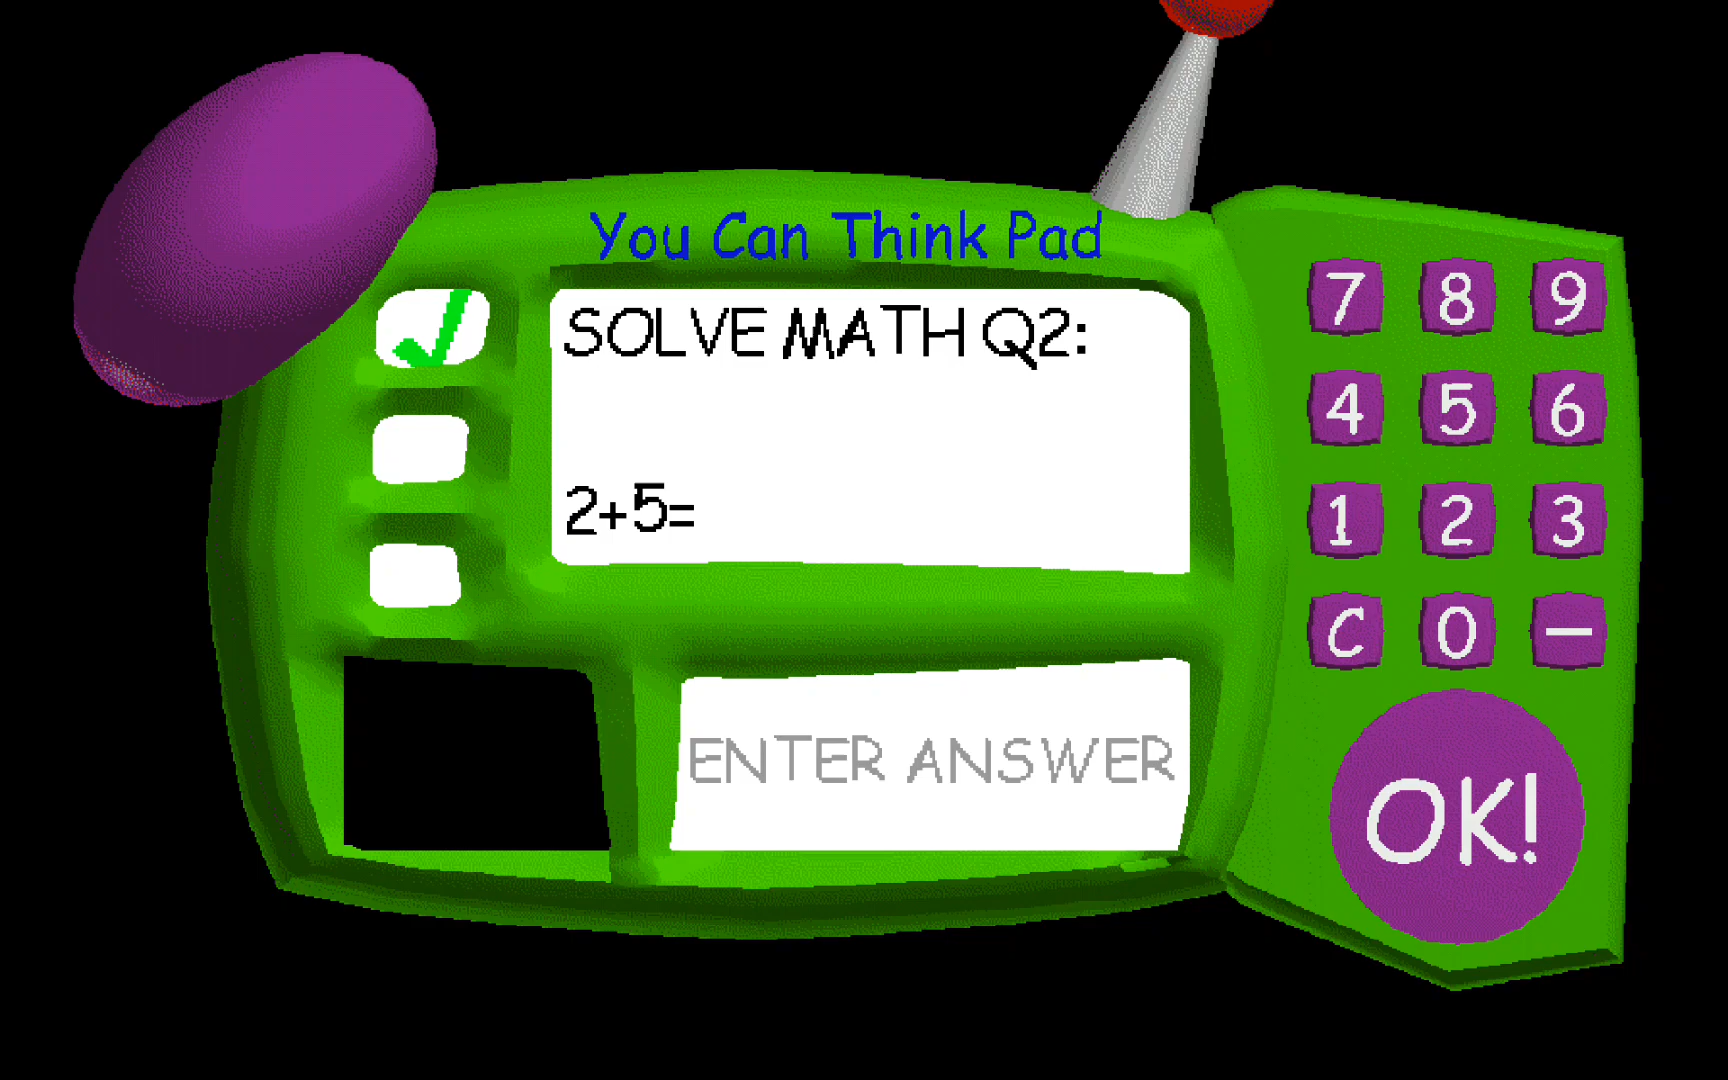 You Can Think Pad
SOLVE MATH Q2:
2+5=
ENTER ANSWER
7 8 9
4 5 6
1 2 3
C 0 −
OK!